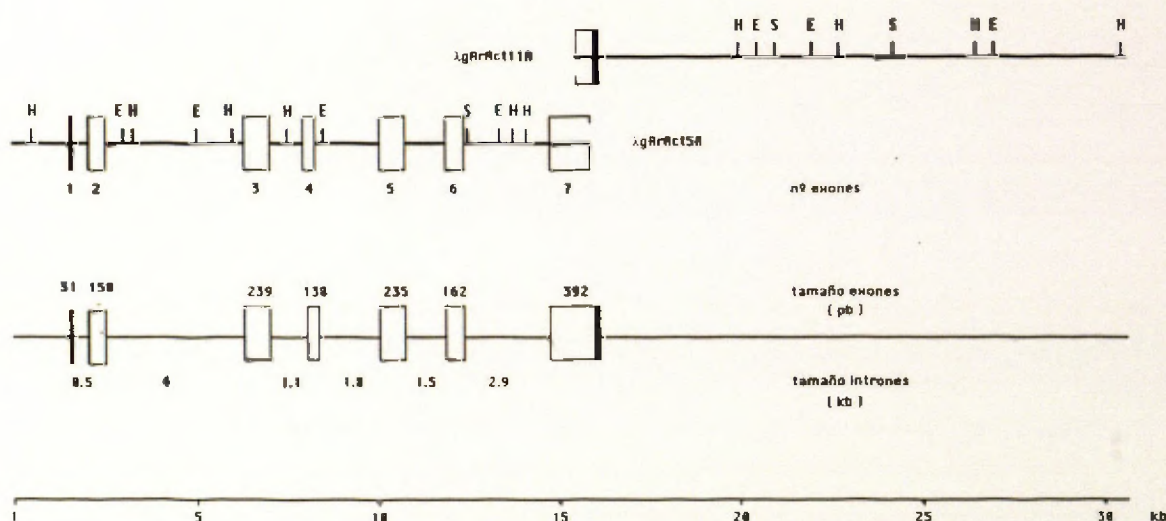 H E S E H S H E H
λgArAct11A
H E H E H H E S E H H
λgArAct5A
1 2 3 4 5 6 7 nº exones
31 150 239 138 235 162 392 tamaño exones
( pb )
0.5 4 1.1 1.8 1.5 2.9 tamaño intrones
( kb )
1 5 10 15 20 25 30 kb